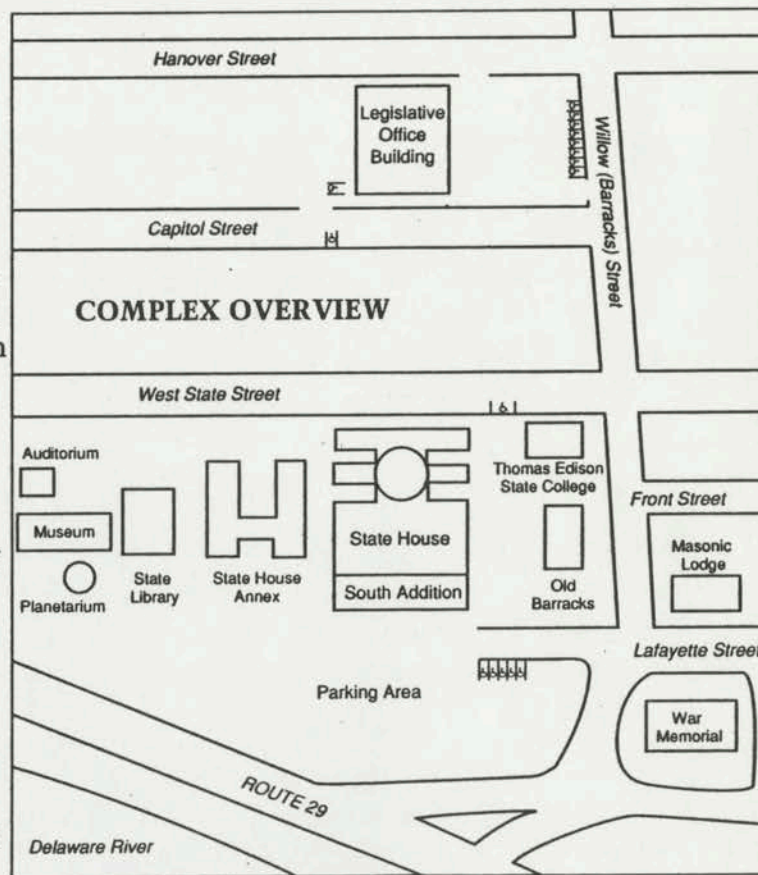 Hanover Street
Legislative
Office
Building
Willow (Barracks) Street
Capitol Street
COMPLEX OVERVIEW
n
West State Street
Auditorium
Thomas Edison
State College
Front Street
Museum
State House
Masonic
Lodge
Planetarium
State
Library
State House
Annex
South Addition
Old
Barracks
Lafayette Street
Parking Area
War
Memorial
ROUTE 29
Delaware River